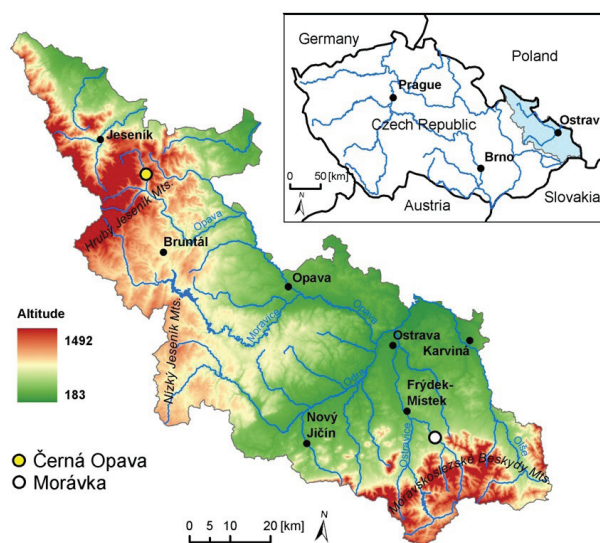 Germany
Poland
Prague
Czech Republic
Ostrav
Brno
0 50 [km]
N
Austria
Slovakia
Jeseník
Hrubý Jeseník Mts.
Opava
Bruntál
Opava
Moravice
Opava
Altitude
1492
183
Nízký Jeseník Mts.
Ostrava
Karviná
Odra
Frýdek-
Místek
Nový
Jičín
Ostravice
Olše
Moravskoslezské Beskydy Mts.
Černá Opava
Morávka
0 5 10 20 [km]
N